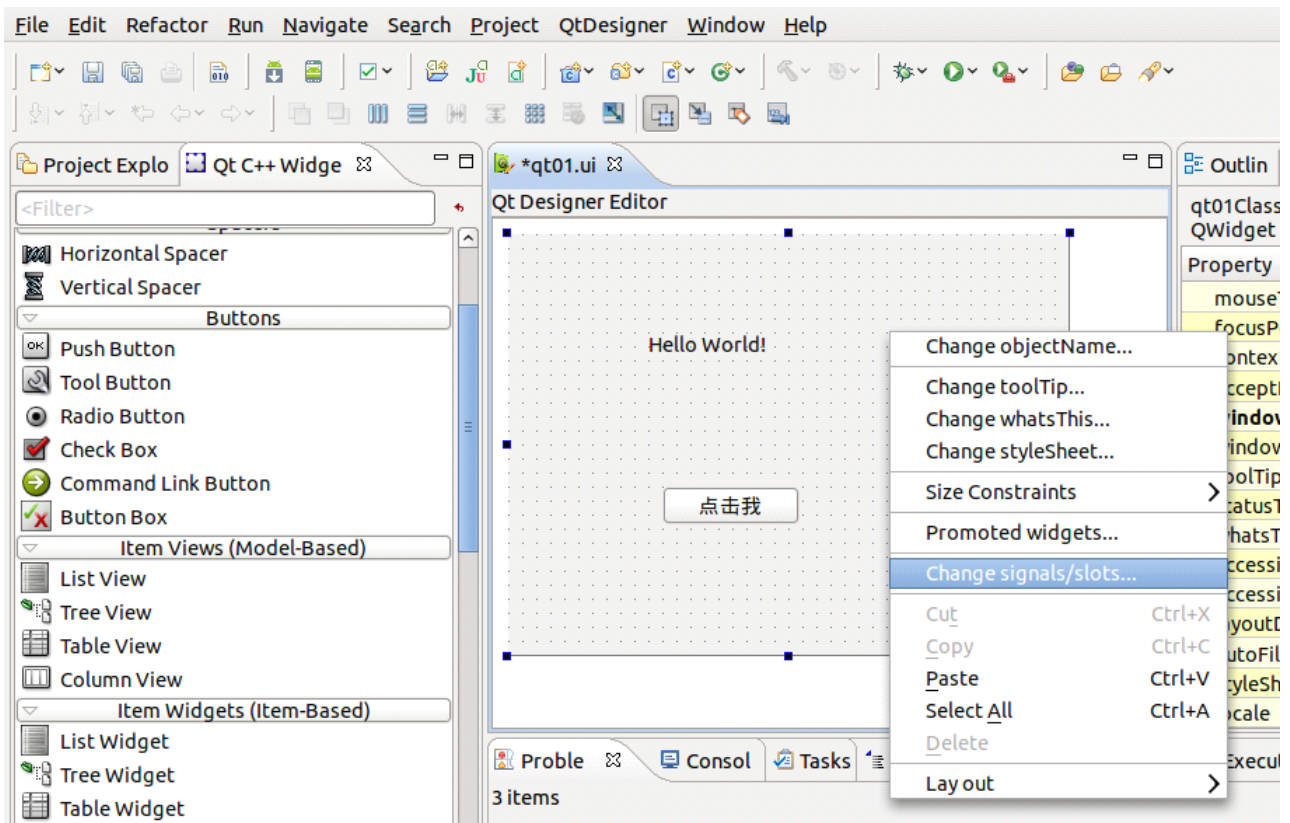 File Edit Refactor Run Navigate Search Project QtDesigner Window Help
Project Explo
Qt C++ Widge
*qt01.ui
Outlin
<Filter>
Qt Designer Editor
qt01Class
QWidget
Property
Horizontal Spacer
Vertical Spacer
Buttons
Push Button
Tool Button
Radio Button
Check Box
Command Link Button
Button Box
Item Views (Model-Based)
List View
Tree View
Table View
Column View
Item Widgets (Item-Based)
List Widget
Tree Widget
Table Widget
Hello World!
点击我
Change objectName...
Change toolTip...
Change whatsThis...
Change styleSheet...
Size Constraints
Promoted widgets...
Change signals/slots...
Cut Ctrl+X
Copy Ctrl+C
Paste Ctrl+V
Select All Ctrl+A
Delete
Lay out
Proble
Consol
Tasks
3 items